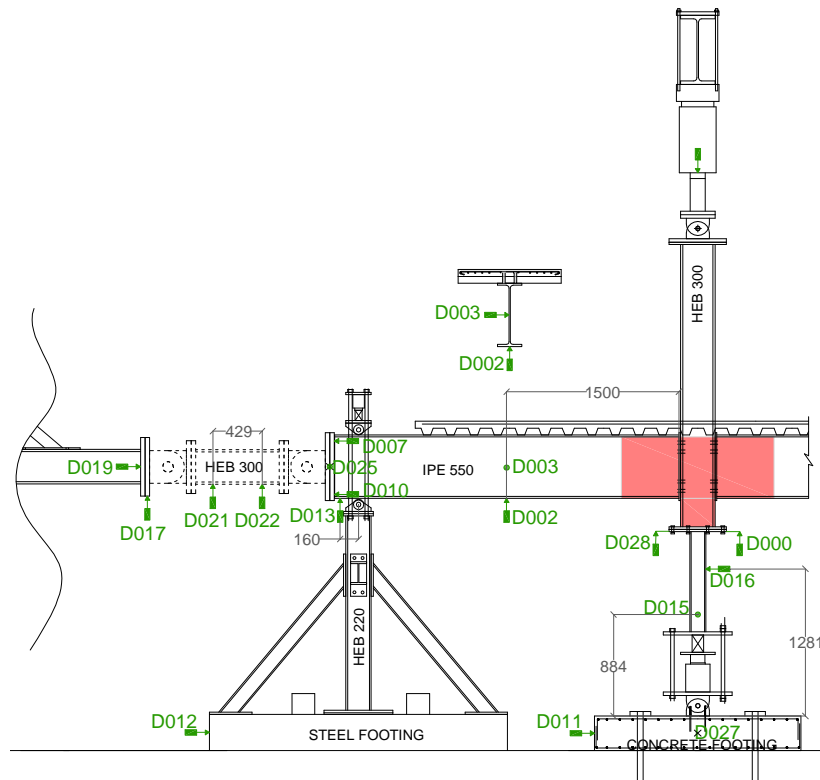 HEB 300
D003
D002
1500
429
D007
D019
HEB 300
D025
IPE 550
D003
D010
D021
D022
D013
D002
D017
160
D028
D000
D016
D015
1281
HEB 220
884
D012
STEEL FOOTING
D011
D027
CONCRETE FOOTING